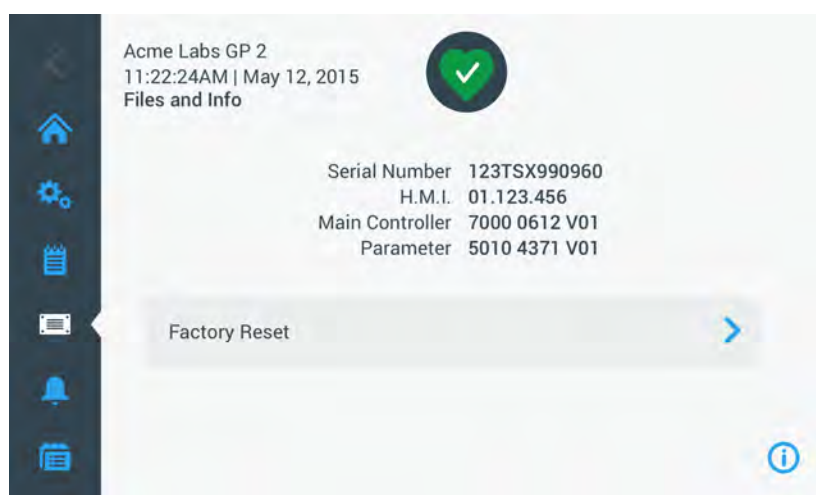 Acme Labs GP 2
11:22:24AM | May 12, 2015
Files and Info
Serial Number 123TSX990960
H.M.I. 01.123.456
Main Controller 7000 0612 V01
Parameter 5010 4371 V01
Factory Reset